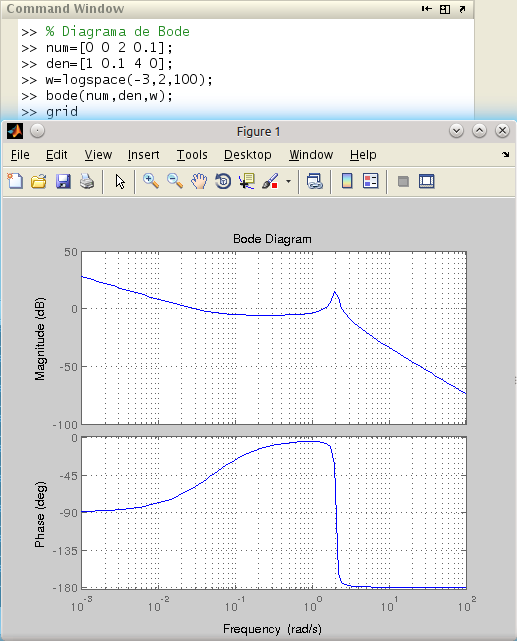 Command Window
>> % Diagrama de Bode
>> num=[0 0 2 0.1];
>> den=[1 0.1 4 0];
>> w=logspace(-3,2,100);
>> bode(num,den,w);
>> grid
Figure 1
File Edit View Insert Tools Desktop Window Help
Bode Diagram
Magnitude (dB)
50
0
-50
-100
Phase (deg)
0
-45
-90
-135
-180
10^-3 10^-2 10^-1 10^0 10^1 10^2
Frequency (rad/s)